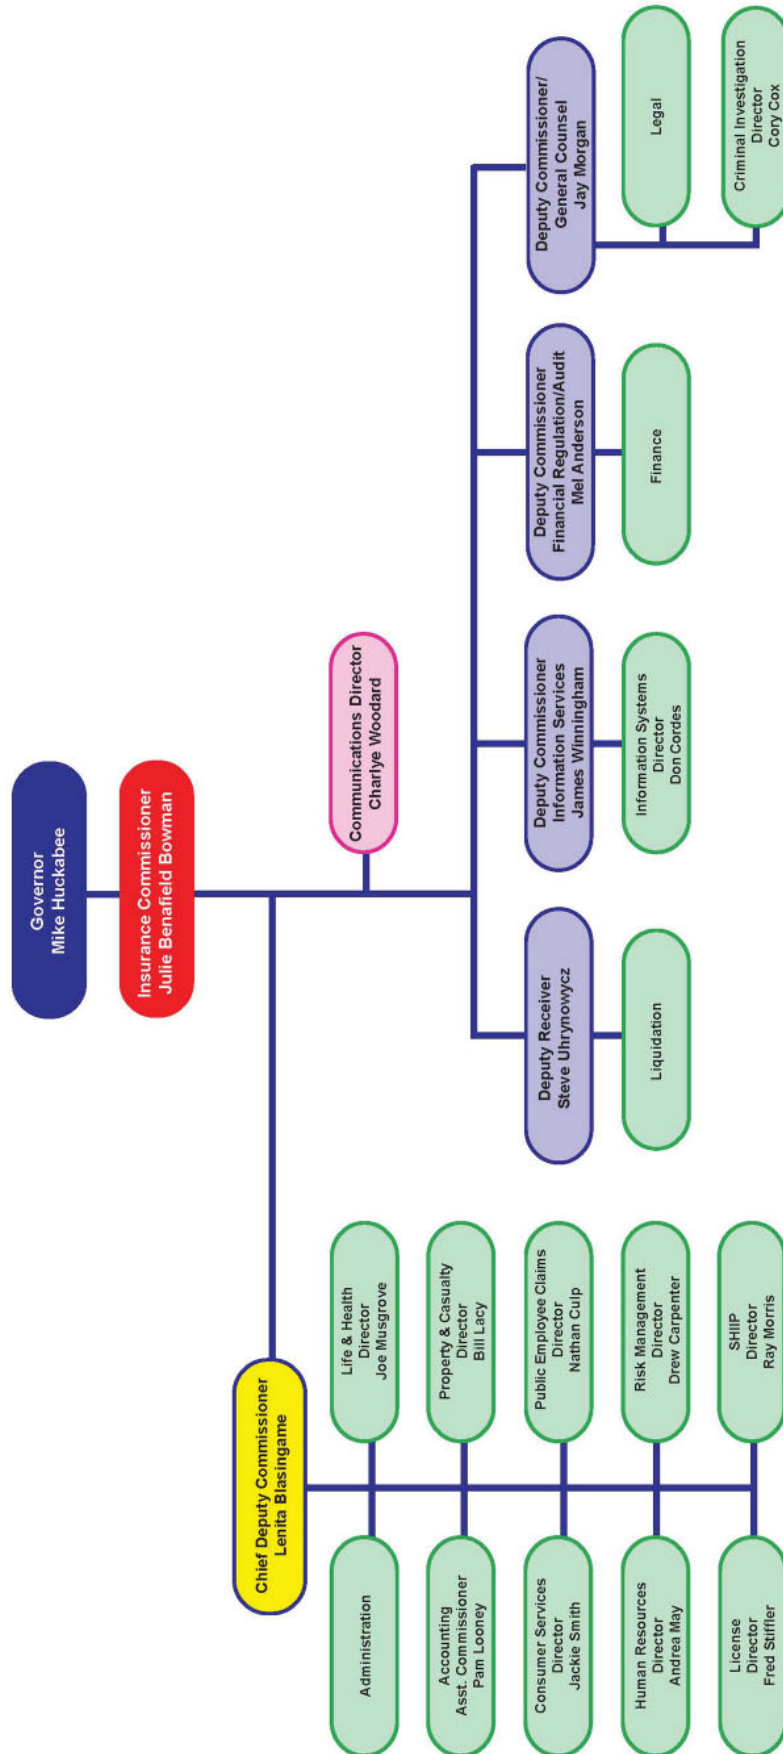 Governor
Mike Huckabee
Insurance Commissioner
Julie Benafield Bowman
Chief Deputy Commissioner
Lenita Blasingame
Communications Director
Charlye Woodard
Administration
Life & Health
Director
Joe Musgrove
Accounting
Asst. Commissioner
Pam Looney
Property & Casualty
Director
Bill Lacy
Consumer Services
Director
Jackie Smith
Public Employee Claims
Director
Nathan Culp
Human Resources
Director
Andrea May
Risk Management
Director
Drew Carpenter
License
Director
Fred Stiffler
SHIIP
Director
Ray Morris
Deputy Receiver
Steve Uhrynowycz
Liquidation
Deputy Commissioner
Information Services
James Winningham
Information Systems
Director
Don Cordes
Deputy Commissioner
Financial Regulation/Audit
Mel Anderson
Finance
Deputy Commissioner/
General Counsel
Jay Morgan
Legal
Criminal Investigation
Director
Cory Cox